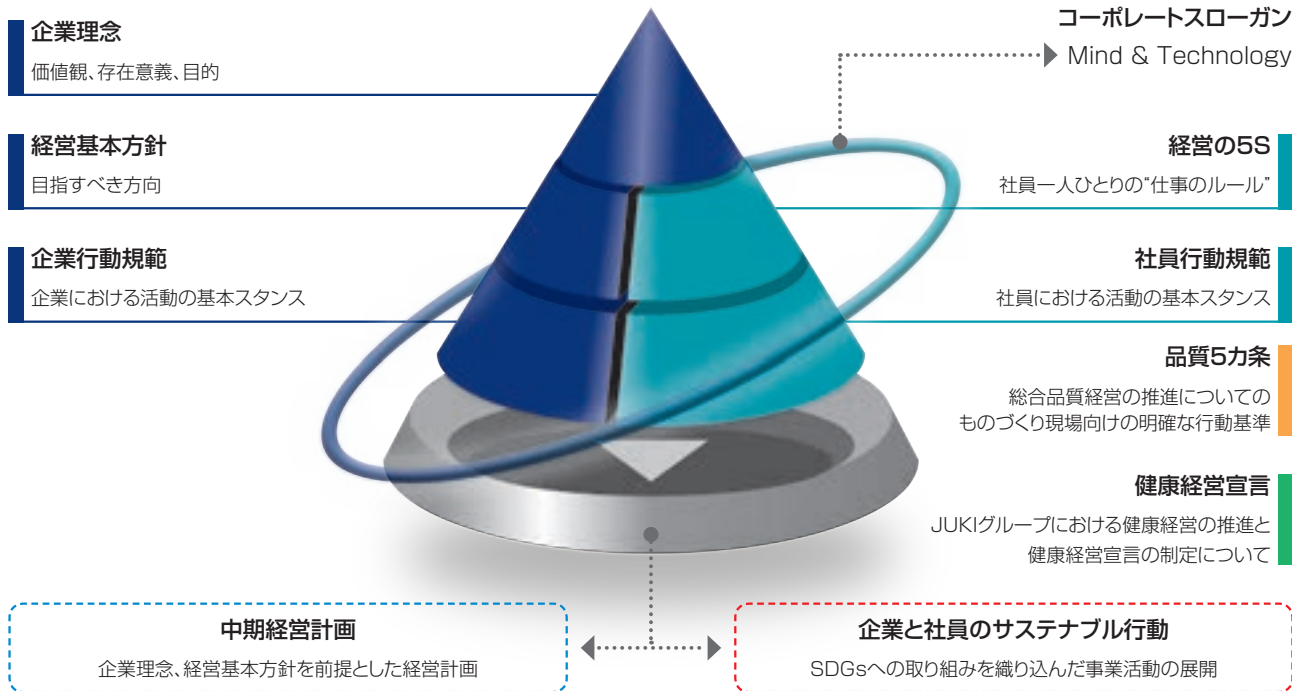 企業理念
価値観、存在意義、目的
経営基本方針
目指すべき方向
企業行動規範
企業における活動の基本スタンス
コーポレートスローガン
Mind & Technology
経営の5S
社員一人ひとりの“仕事のルール”
社員行動規範
社員における活動の基本スタンス
品質5カ条
総合品質経営の推進についての
ものづくり現場向けの明確な行動基準
健康経営宣言
JUKIグループにおける健康経営の推進と
健康経営宣言の制定について
中期経営計画
企業理念、経営基本方針を前提とした経営計画
企業と社員のサステナブル行動
SDGsへの取り組みを織り込んだ事業活動の展開